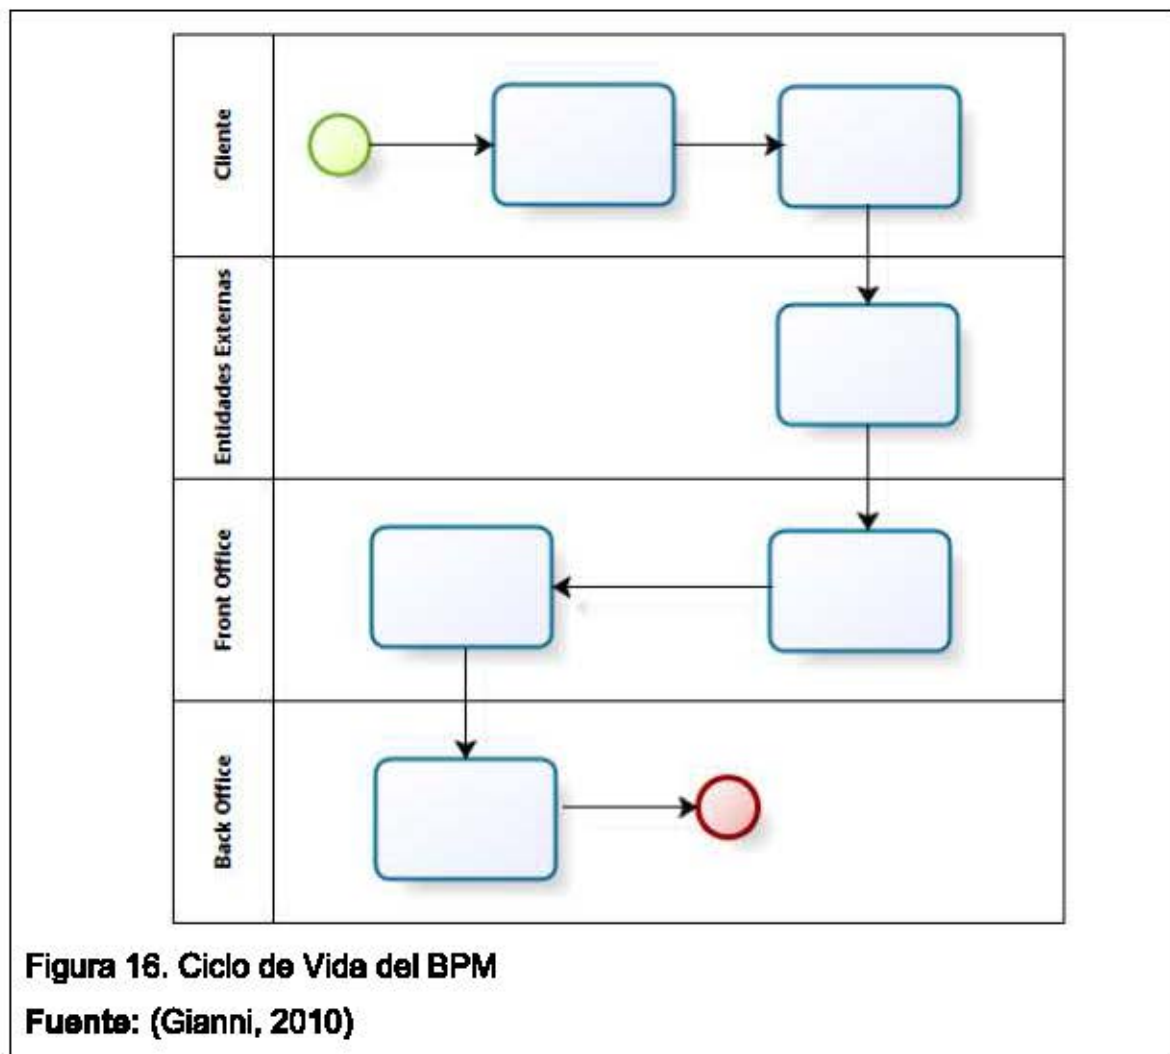 Cliente
Entidades Externas
Front Office
Back Office
Figura 16. Ciclo de Vida del BPM
Fuente: (Gianni, 2010)